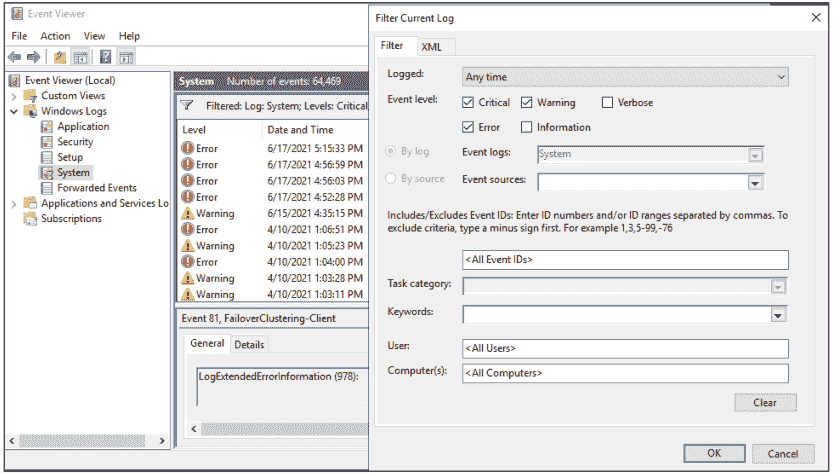 Event Viewer
File Action View Help
Event Viewer (Local)
Custom Views
Windows Logs
Application
Security
Setup
System
Forwarded Events
Applications and Services Lo
Subscriptions
System Number of events: 64,469
Filtered: Log: System; Levels: Critical,
Level Date and Time
Error 6/17/2021 5:15:33 PM
Error 6/17/2021 4:56:59 PM
Error 6/17/2021 4:56:03 PM
Error 6/17/2021 4:52:28 PM
Warning 6/15/2021 4:35:15 PM
Error 4/10/2021 1:06:51 PM
Warning 4/10/2021 1:05:23 PM
Error 4/10/2021 1:04:00 PM
Warning 4/10/2021 1:03:28 PM
Warning 4/10/2021 1:03:11 PM
Event 81, FailoverClustering-Client
General Details
LogExtendedErrorInformation (978):
Filter Current Log
Filter XML
Logged: Any time
Event level: Critical Warning Verbose
Error Information
By log Event logs: System
By source Event sources:
Includes/Excludes Event IDs: Enter ID numbers and/or ID ranges separated by commas. To
exclude criteria, type a minus sign first. For example 1,3,5-99,-76
<All Event IDs>
Task category:
Keywords:
User: <All Users>
Computer(s): <All Computers>
Clear
OK Cancel